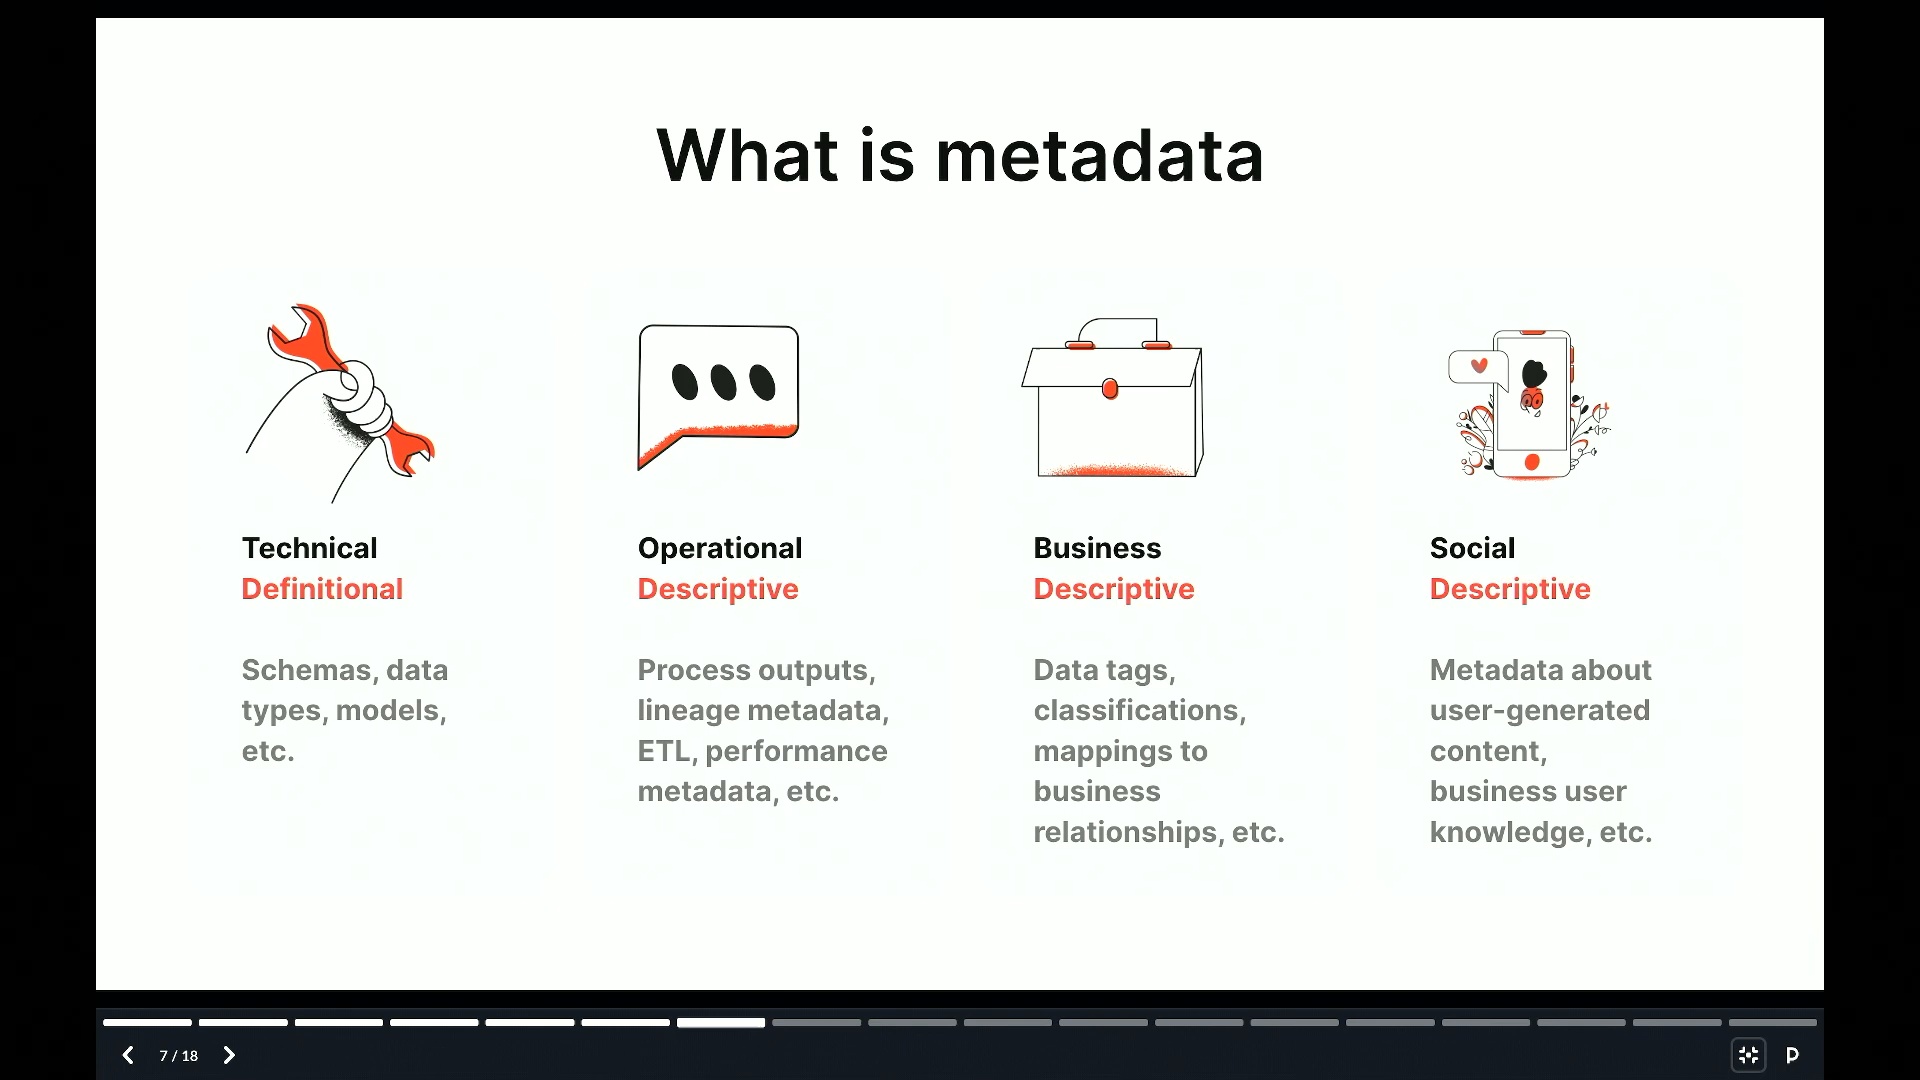 What is metadata
Technical
Definitional
Schemas, data
types, models,
etc.
Operational
Descriptive
Process outputs,
lineage metadata,
ETL, performance
metadata, etc.
Business
Descriptive
Data tags,
classifications,
mappings to
business
relationships, etc.
Social
Descriptive
Metadata about
user-generated
content,
business user
knowledge, etc.
7 / 18